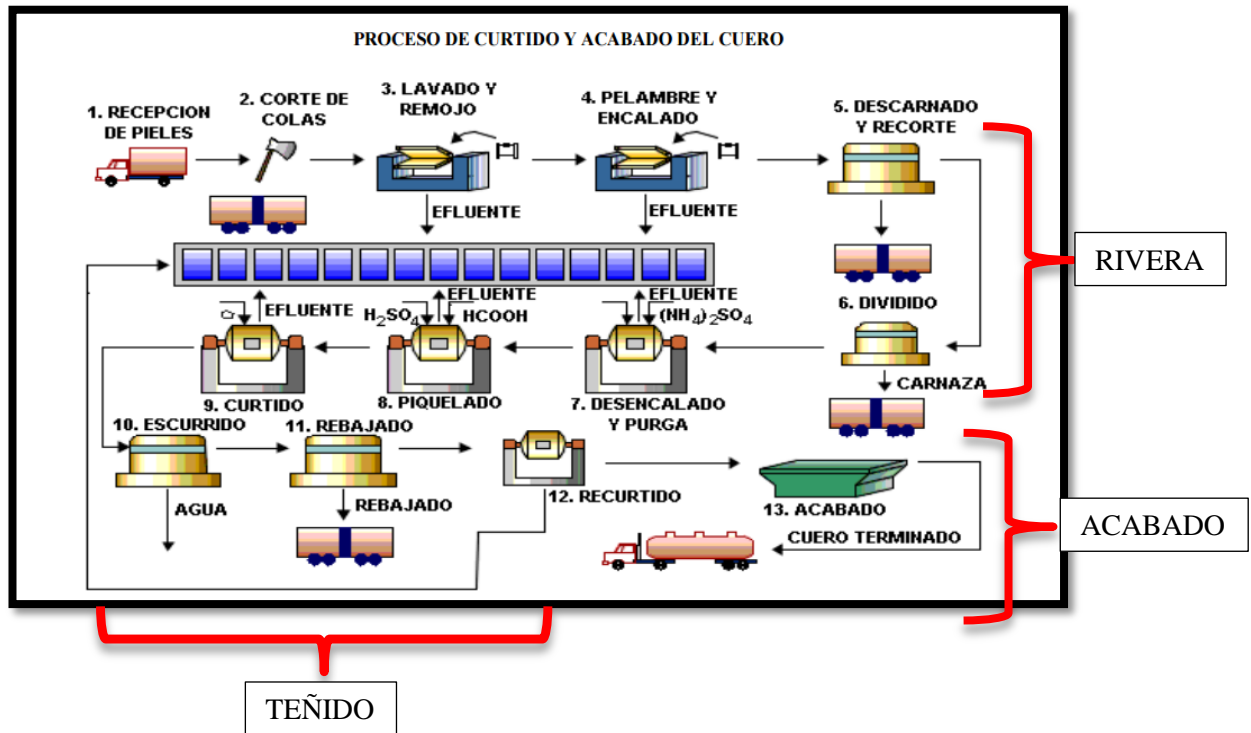 PROCESO DE CURTIDO Y ACABADO DEL CUERO
1. RECEPCION
DE PIELES
2. CORTE DE
COLAS
3. LAVADO Y
REMOJO
4. PELAMBRE Y
ENCALADO
5. DESCARNADO
Y RECORTE
EFLUENTE
EFLUENTE
RIVERA
6. DIVIDIDO
CARNAZA
EFLUENTE
(NH4)2SO4
7. DESENCALADO
Y PURGA
EFLUENTE
H2SO4
HCOOH
8. PIQUELADO
EFLUENTE
9. CURTIDO
10. ESCURRIDO
AGUA
11. REBAJADO
REBAJADO
12. RECURTIDO
13. ACABADO
CUERO TERMINADO
ACABADO
TEÑIDO